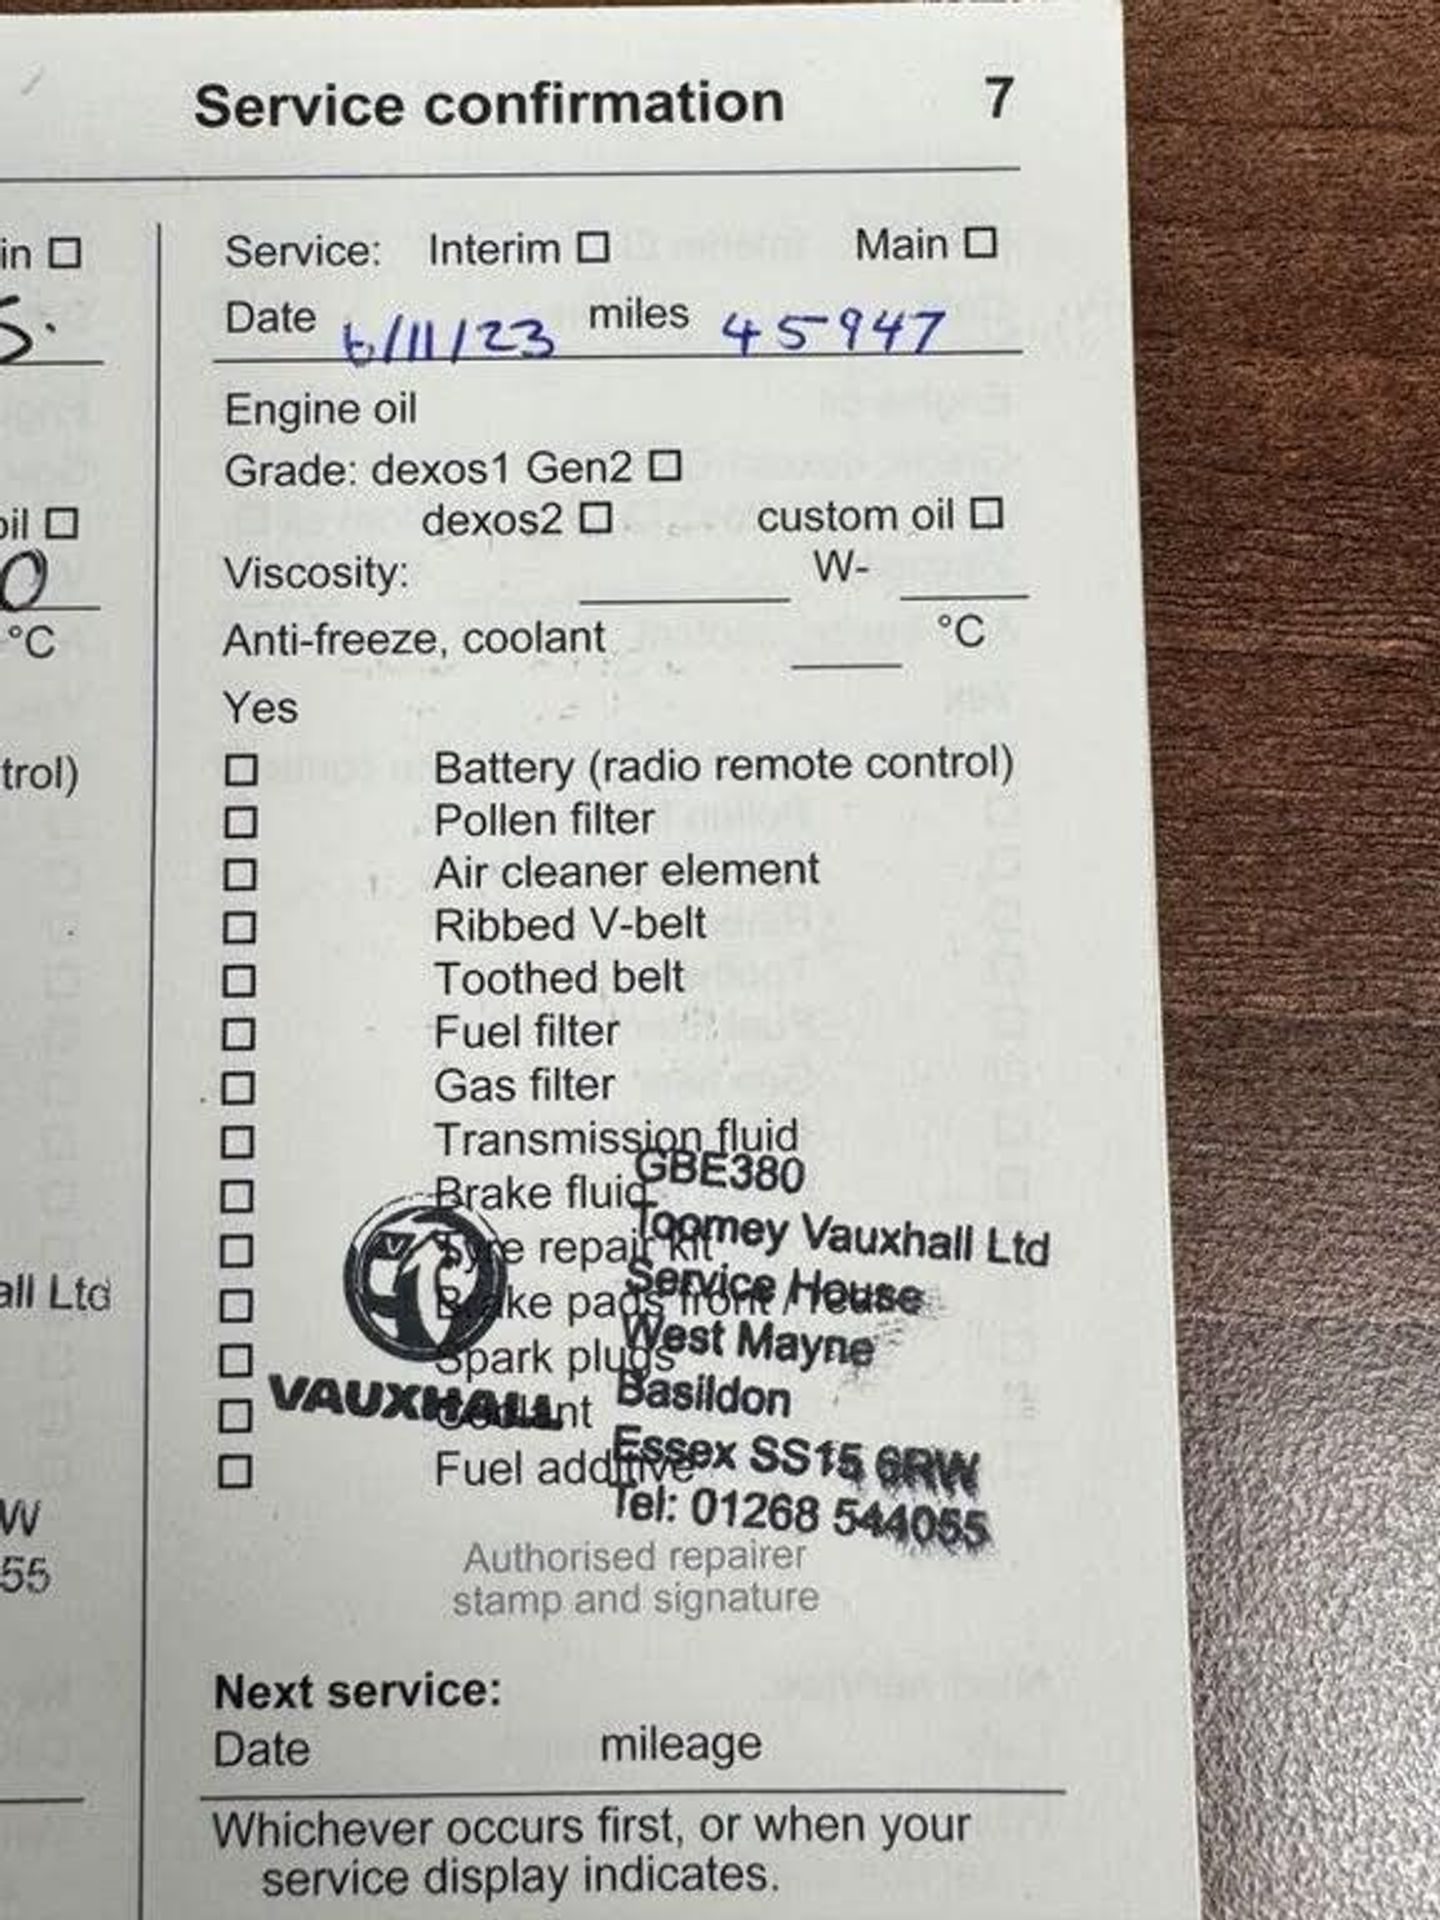 Service confirmation 7
in □
Service: Interim □ Main □
5.
Date 6/11/23 miles 45947
Engine oil
Grade: dexos1 Gen2 □
oil □
dexos2 □ custom oil □
0
Viscosity: W-
°C
Anti-freeze, coolant °C
Yes
trol)
□ Battery (radio remote control)
□ Pollen filter
□ Air cleaner element
□ Ribbed V-belt
□ Toothed belt
□ Fuel filter
□ Gas filter
□ Transmission fluid
GBE380
□ Brake fluid
Toomey Vauxhall Ltd
□ Tyre repair kit
all Ltd
Service House
□ Brake pads front / rear
West Mayne
□ Spark plugs
Basildon
VAUXHALL
□ Coolant
Essex SS15 6RW
□ Fuel additive
W
Tel: 01268 544055
55
Authorised repairer
stamp and signature
Next service:
Date mileage
Whichever occurs first, or when your
service display indicates.